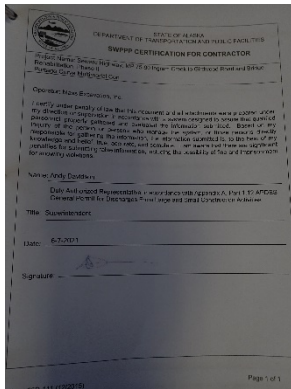 STATE OF ALASKA
DEPARTMENT OF TRANSPORTATION AND PUBLIC FACILITIES
SWPPP CERTIFICATION FOR CONTRACTOR
Project Name: Seward Highway
Rehabilitation, Phase II
I certify under penalty of law that this document and all attachments were prepared under
my direction or supervision in accordance with a system designed to assure that qualified
personnel properly gathered and evaluated the information submitted. Based on my
inquiry of the person or persons who manage the system, or those persons directly
responsible for gathering the information, the information submitted is, to the best of my
knowledge and belief, true, accurate, and complete. I am aware that there are significant
penalties for submitting false information, including the possibility of fine and imprisonment
for knowing violations.
Name: Andy Davidson
Duly Authorized Representative in accordance with Appendix A, Part 1.12 APDES
General Permit for Discharges from Large and Small Construction Activities
Title: Superintendent
Date:
Signature:
Page 1 of 1